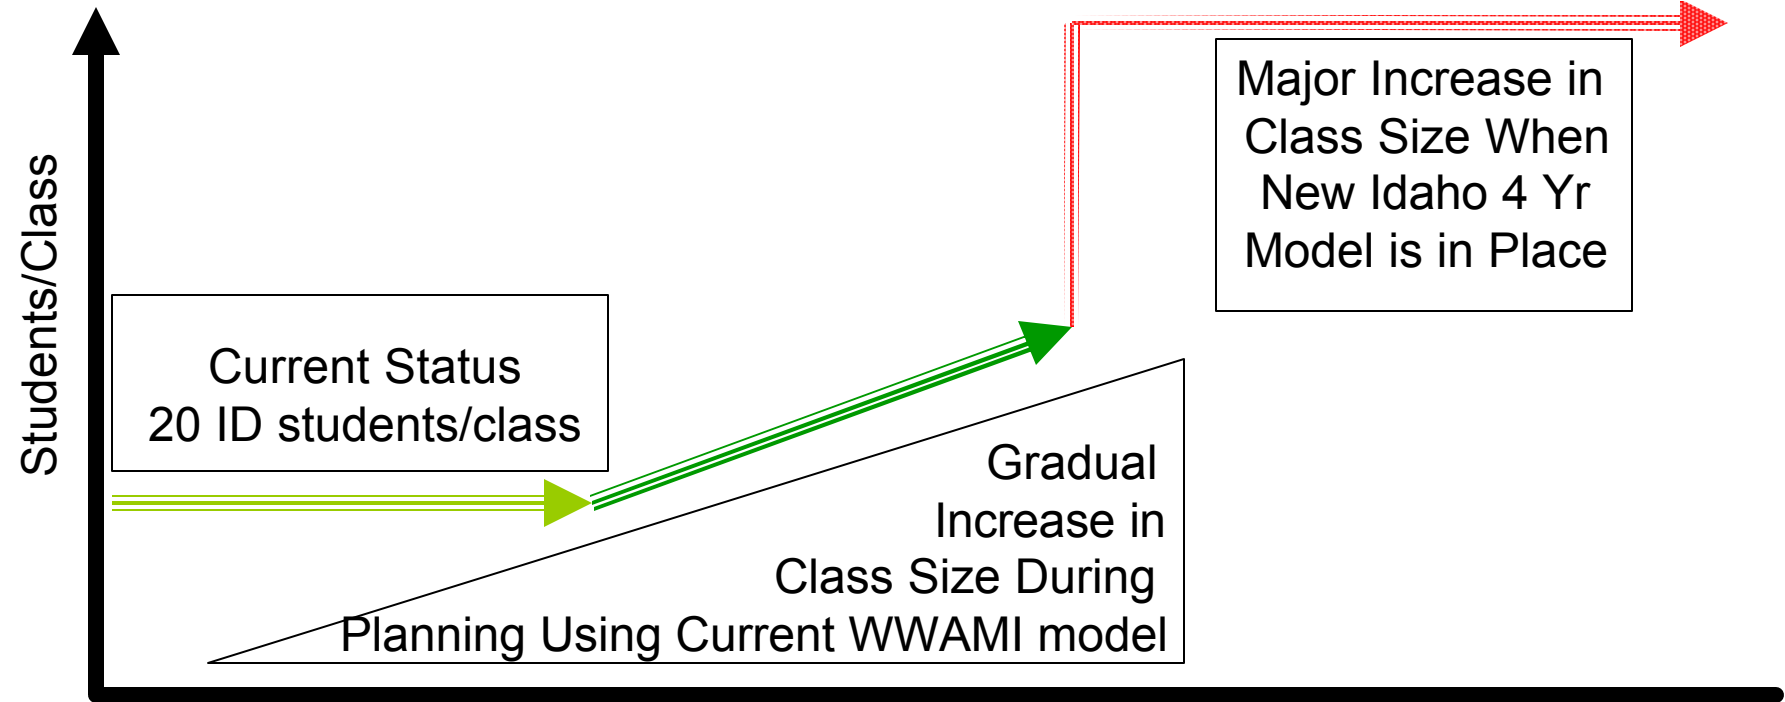 Students/Class
Current Status
20 ID students/class
Major Increase in
Class Size When
New Idaho 4 Yr
Model is in Place
Gradual
Increase in
Class Size During
Planning Using Current WWAMI model